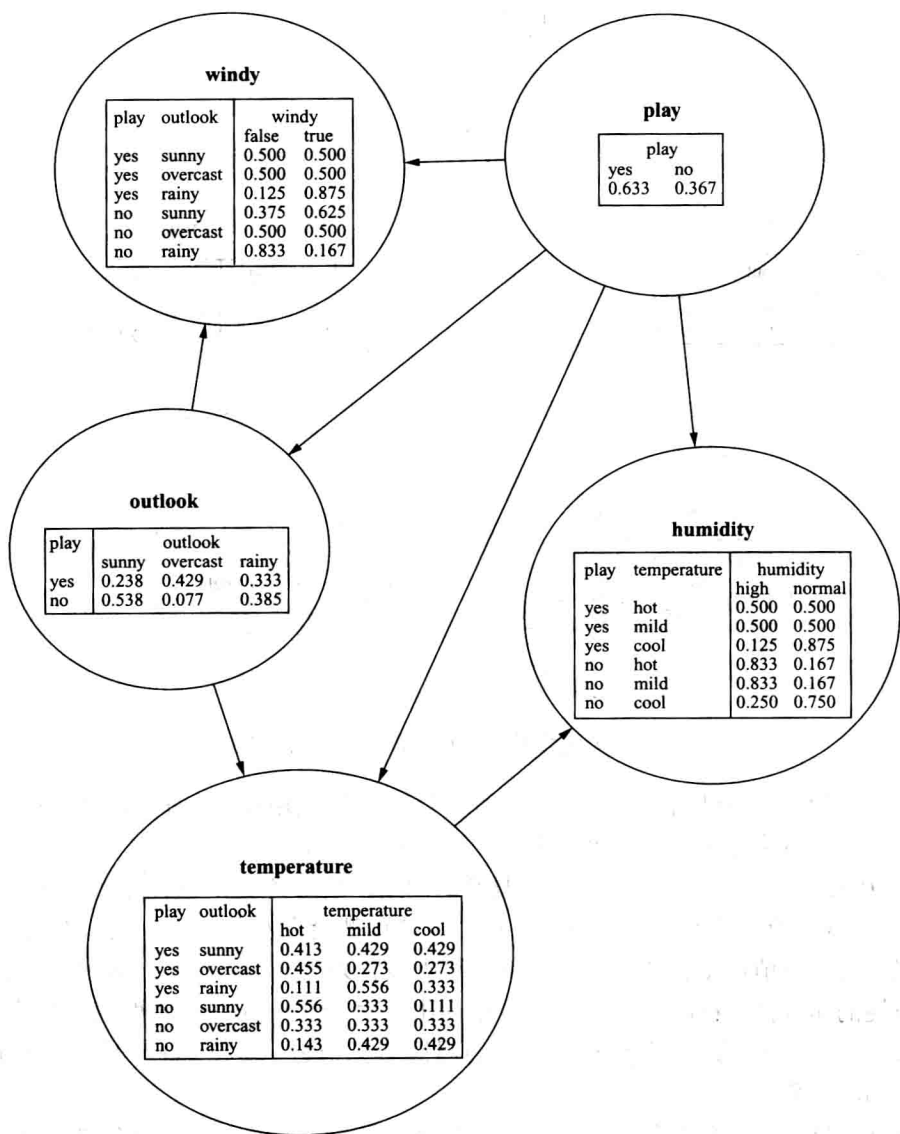 windy
play outlook windy
false true
yes sunny 0.500 0.500
yes overcast 0.500 0.500
yes rainy 0.125 0.875
no sunny 0.375 0.625
no overcast 0.500 0.500
no rainy 0.833 0.167
play
play
yes no
0.633 0.367
outlook
play outlook
sunny overcast rainy
yes 0.238 0.429 0.333
no 0.538 0.077 0.385
humidity
play temperature humidity
high normal
yes hot 0.500 0.500
yes mild 0.500 0.500
yes cool 0.125 0.875
no hot 0.833 0.167
no mild 0.833 0.167
no cool 0.250 0.750
temperature
play outlook temperature
hot mild cool
yes sunny 0.413 0.429 0.429
yes overcast 0.455 0.273 0.273
yes rainy 0.111 0.556 0.333
no sunny 0.556 0.333 0.111
no overcast 0.333 0.333 0.333
no rainy 0.143 0.429 0.429